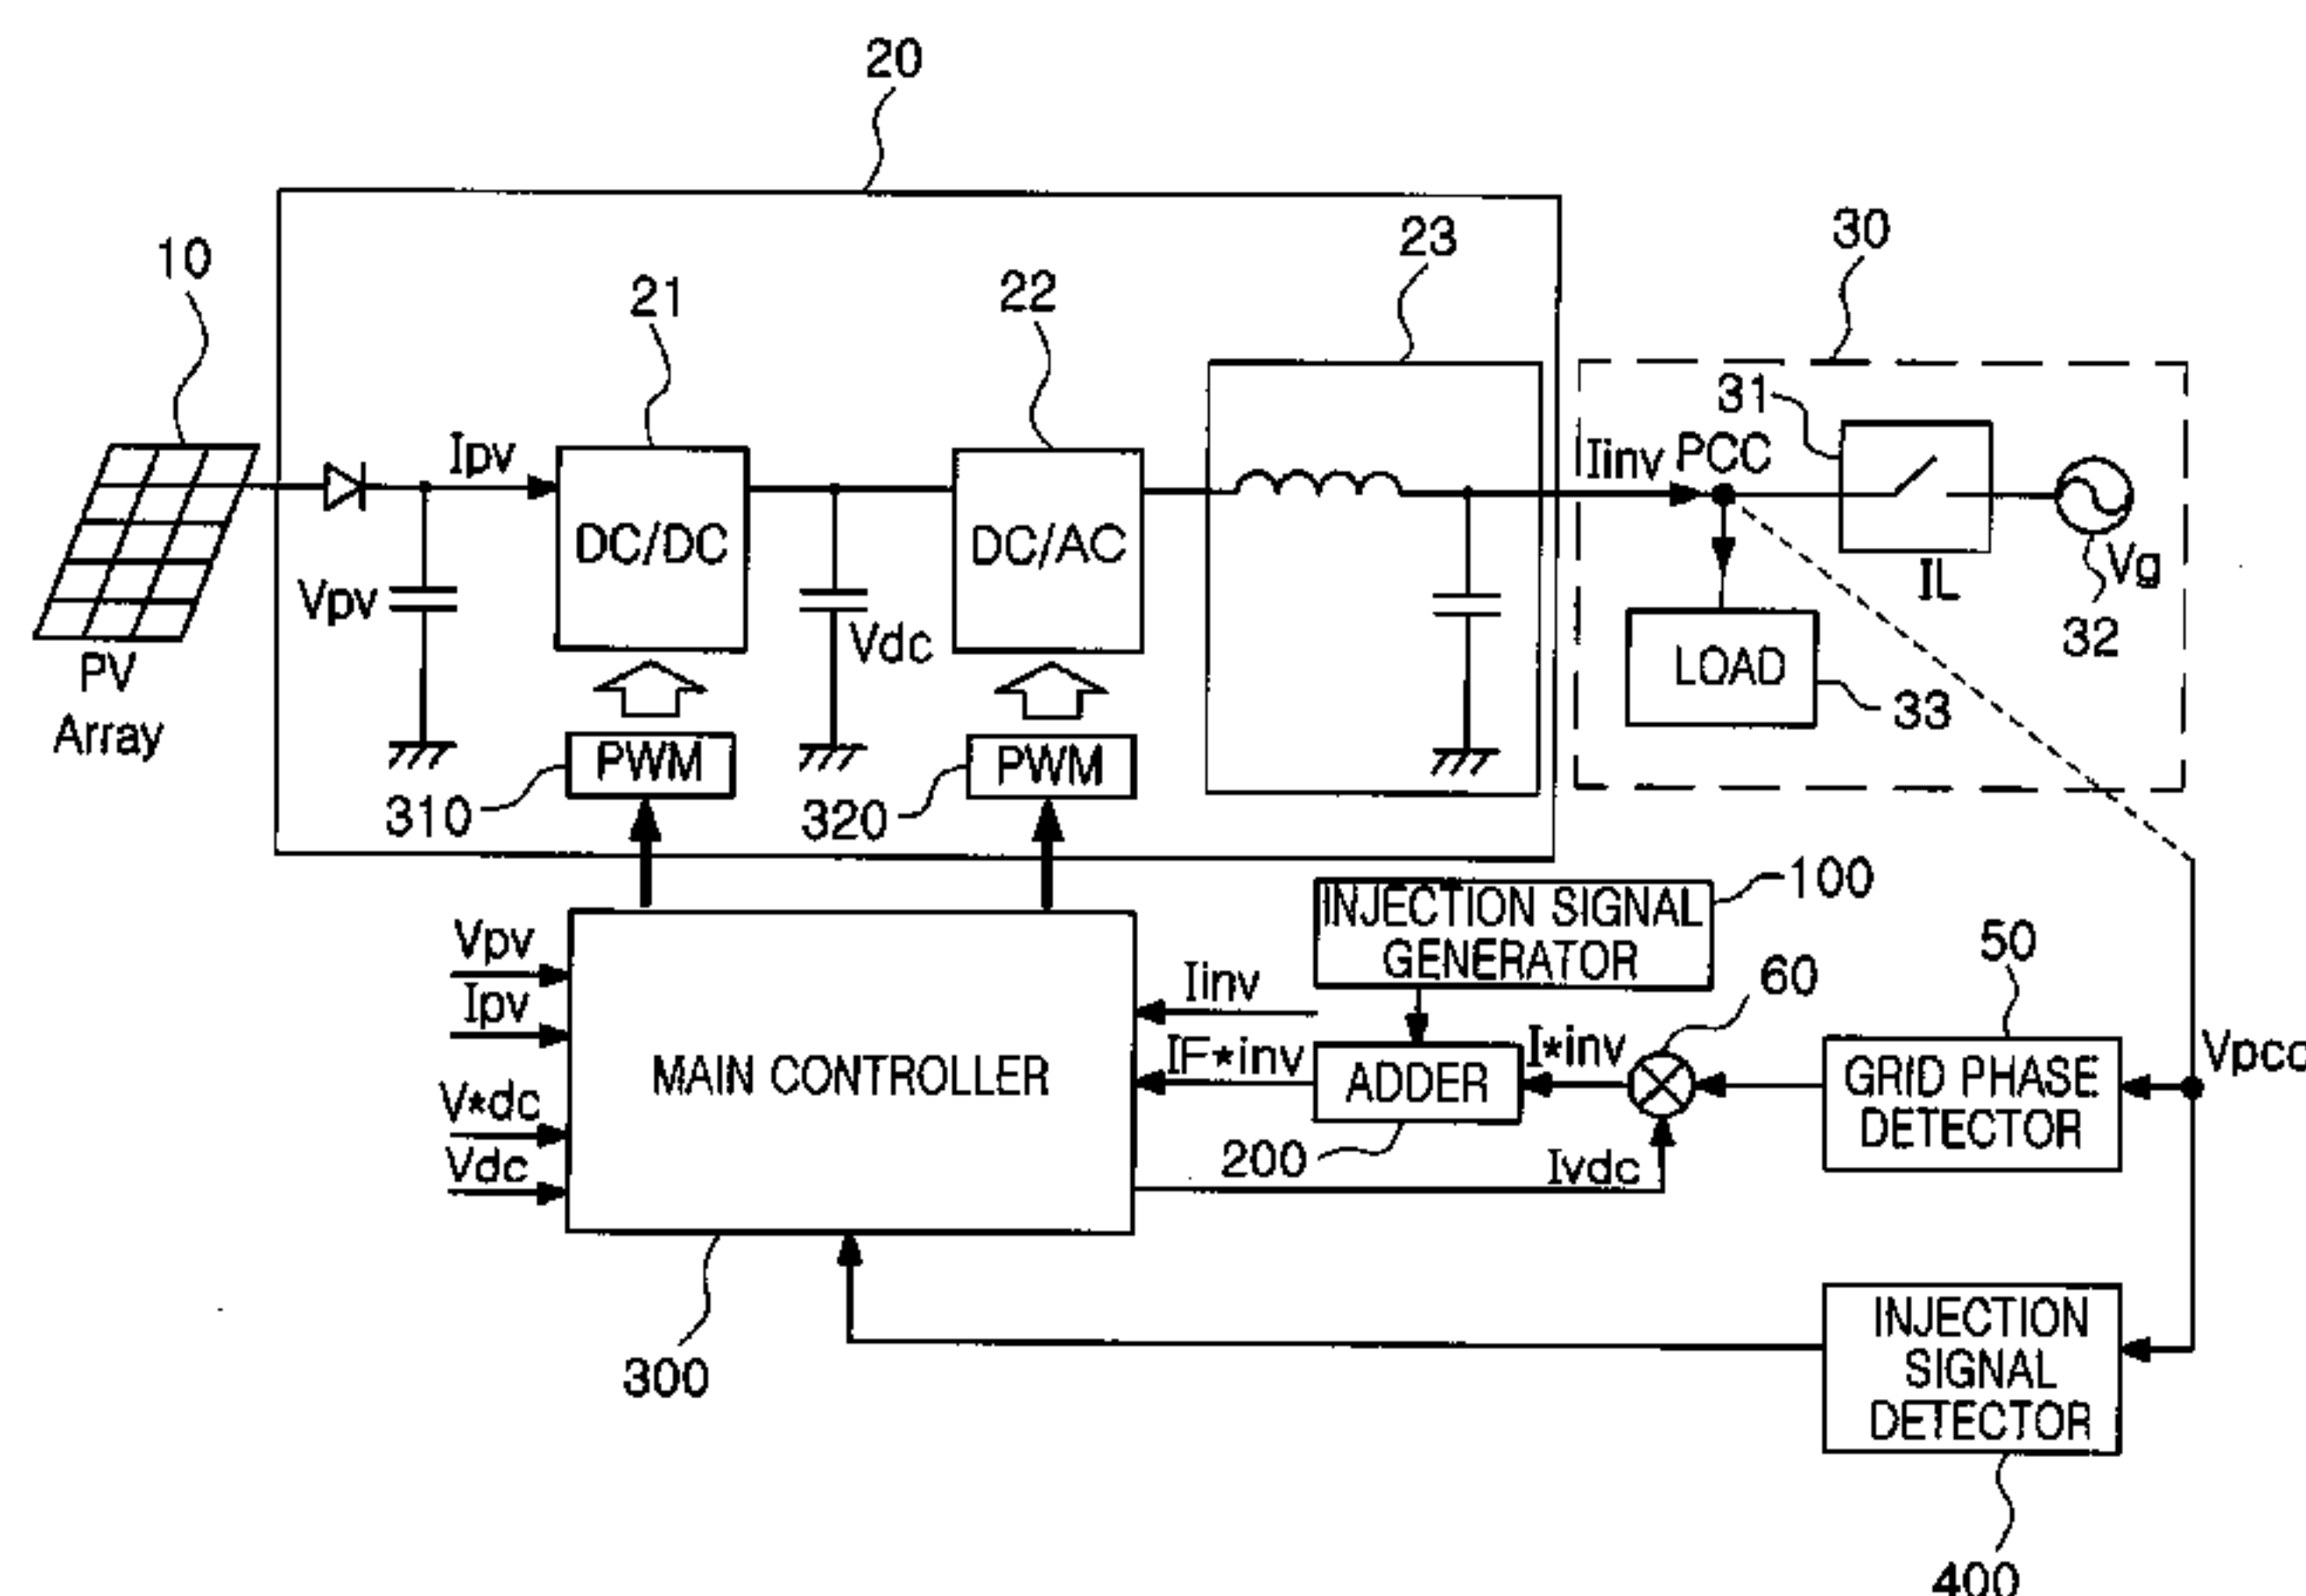 20
10
21
22
23
30
31
Ipv
Iinv
PCC
DC/DC
DC/AC
Vpv
Vdc
IL
Vg
32
LOAD
33
PV
Array
PWM
310
PWM
320
INJECTION SIGNAL
GENERATOR
100
Vpv
Ipv
V*dc
Vdc
MAIN CONTROLLER
300
Iinv
IF*inv
ADDER
200
I*inv
60
Ivdc
50
GRID PHASE
DETECTOR
INJECTION
SIGNAL
DETECTOR
400